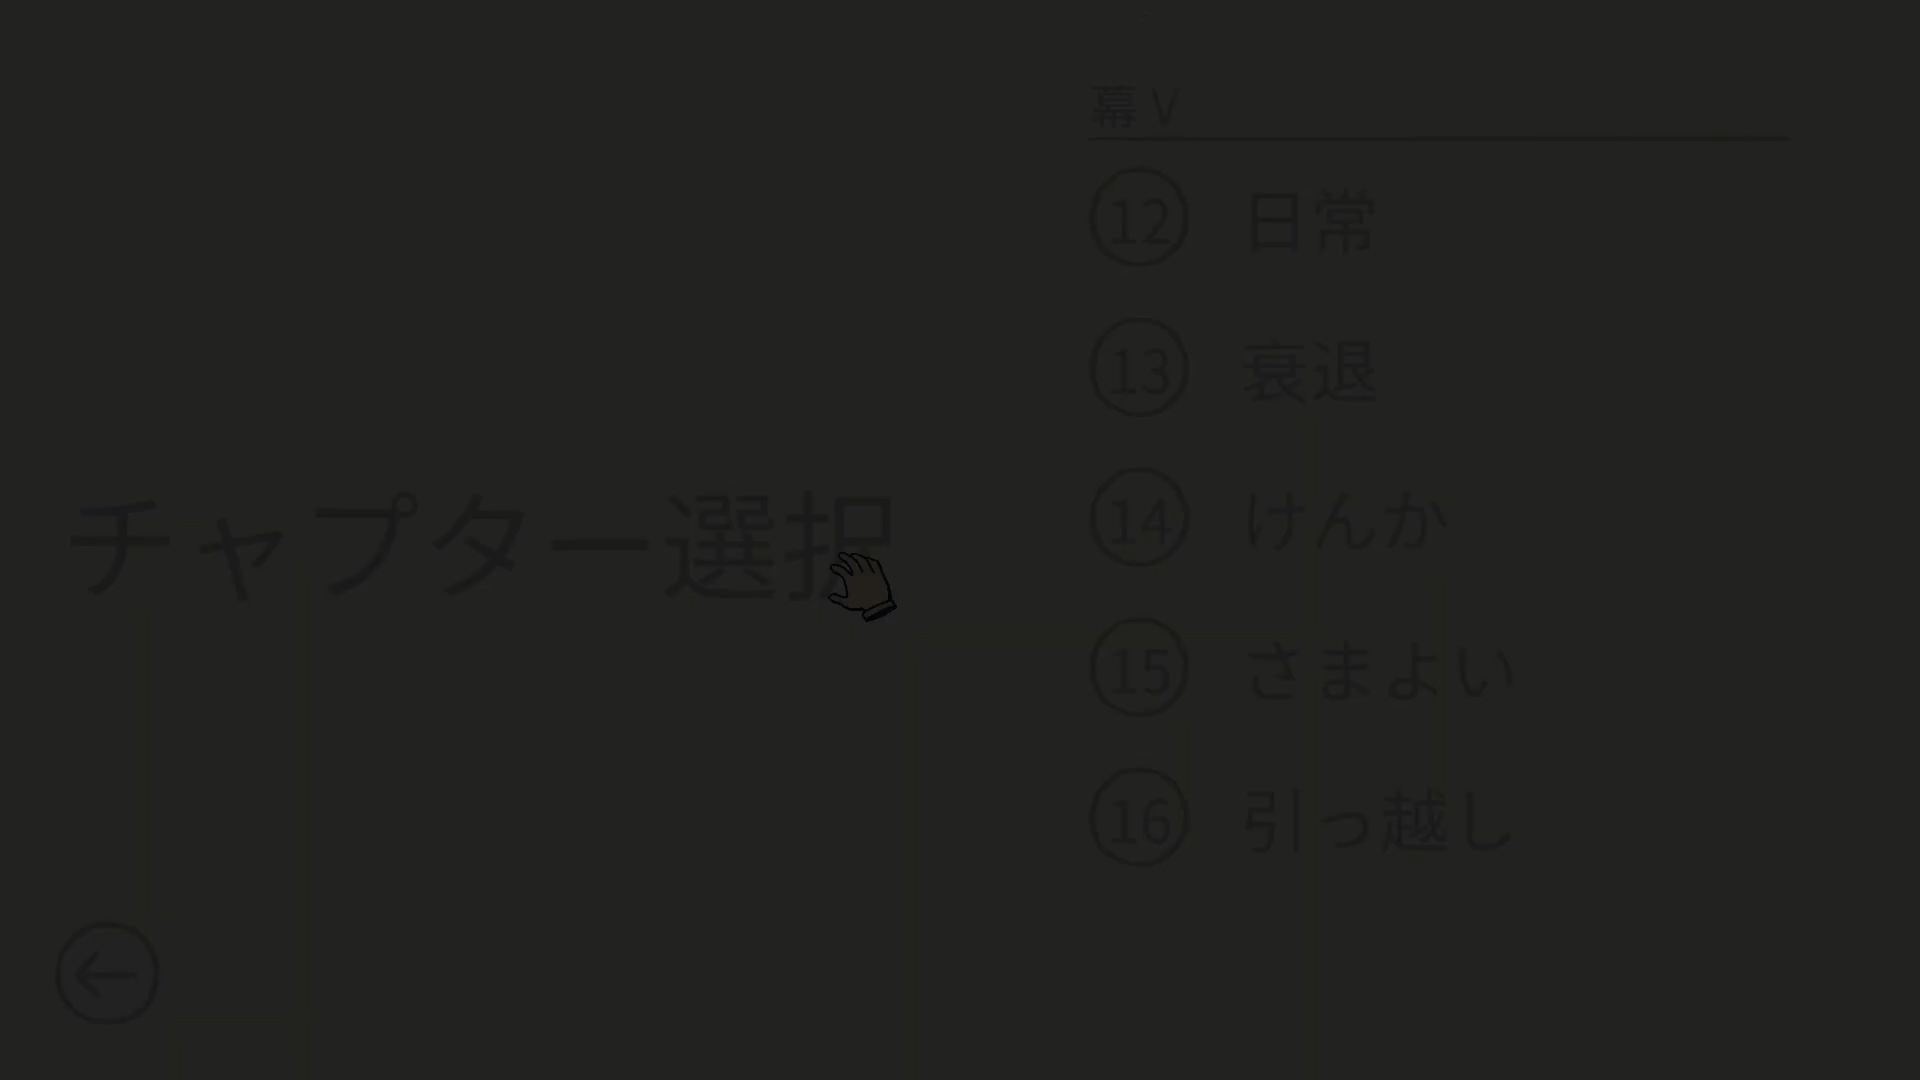 チャプター選択
幕 V
12 日常
13 衰退
14 けんか
15 さまよい
16 引っ越し